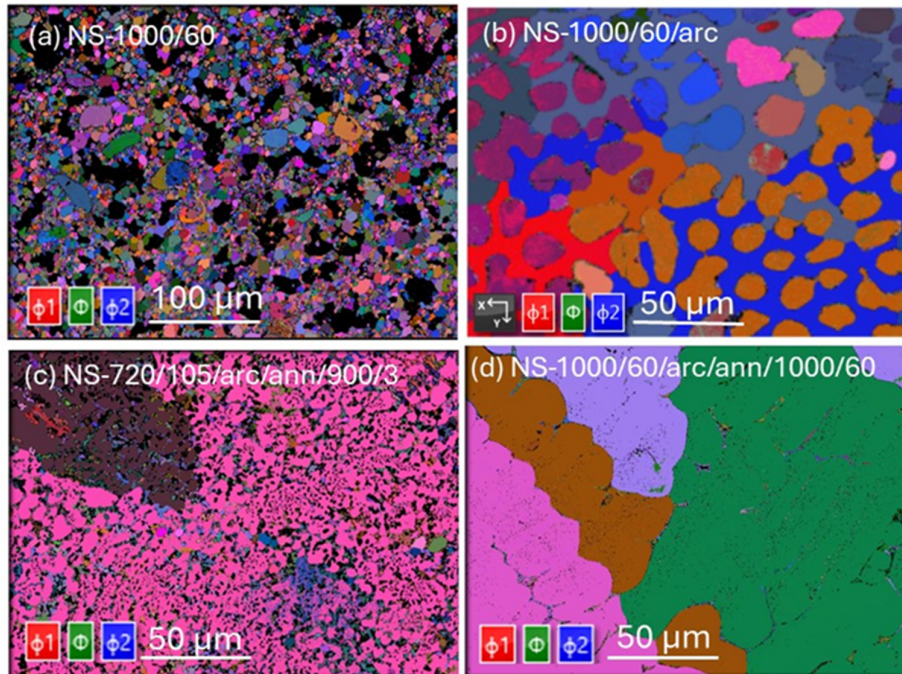 (a) NS-1000/60
ϕ1 Φ ϕ2 100 μm
(b) NS-1000/60/arc
X Y ϕ1 Φ ϕ2 50 μm
(c) NS-720/105/arc/ann/900/3
ϕ1 Φ ϕ2 50 μm
(d) NS-1000/60/arc/ann/1000/60
ϕ1 Φ ϕ2 50 μm